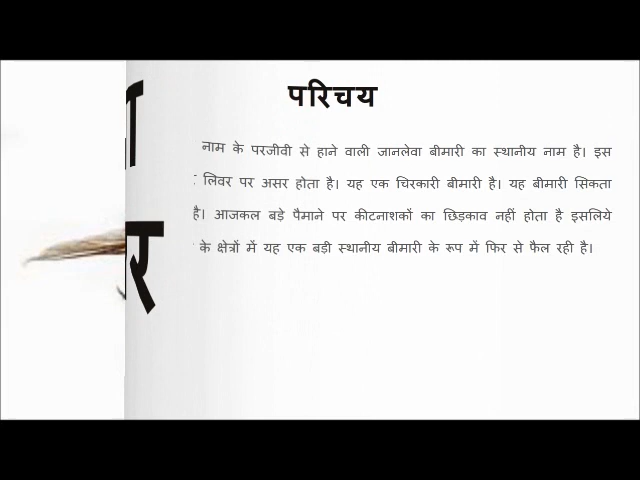 परिचय
नाम के परजीवी से हाने वाली जानलेवा बीमारी का स्थानीय नाम है। इस
लिवर पर असर होता है। यह एक चिरकारी बीमारी है। यह बीमारी सिकता
है। आजकल बड़े पैमाने पर कीटनाशकों का छिड़काव नहीं होता है इसलिये
के क्षेत्रों में यह एक बड़ी स्थानीय बीमारी के रूप में फिर से फैल रही है।
र